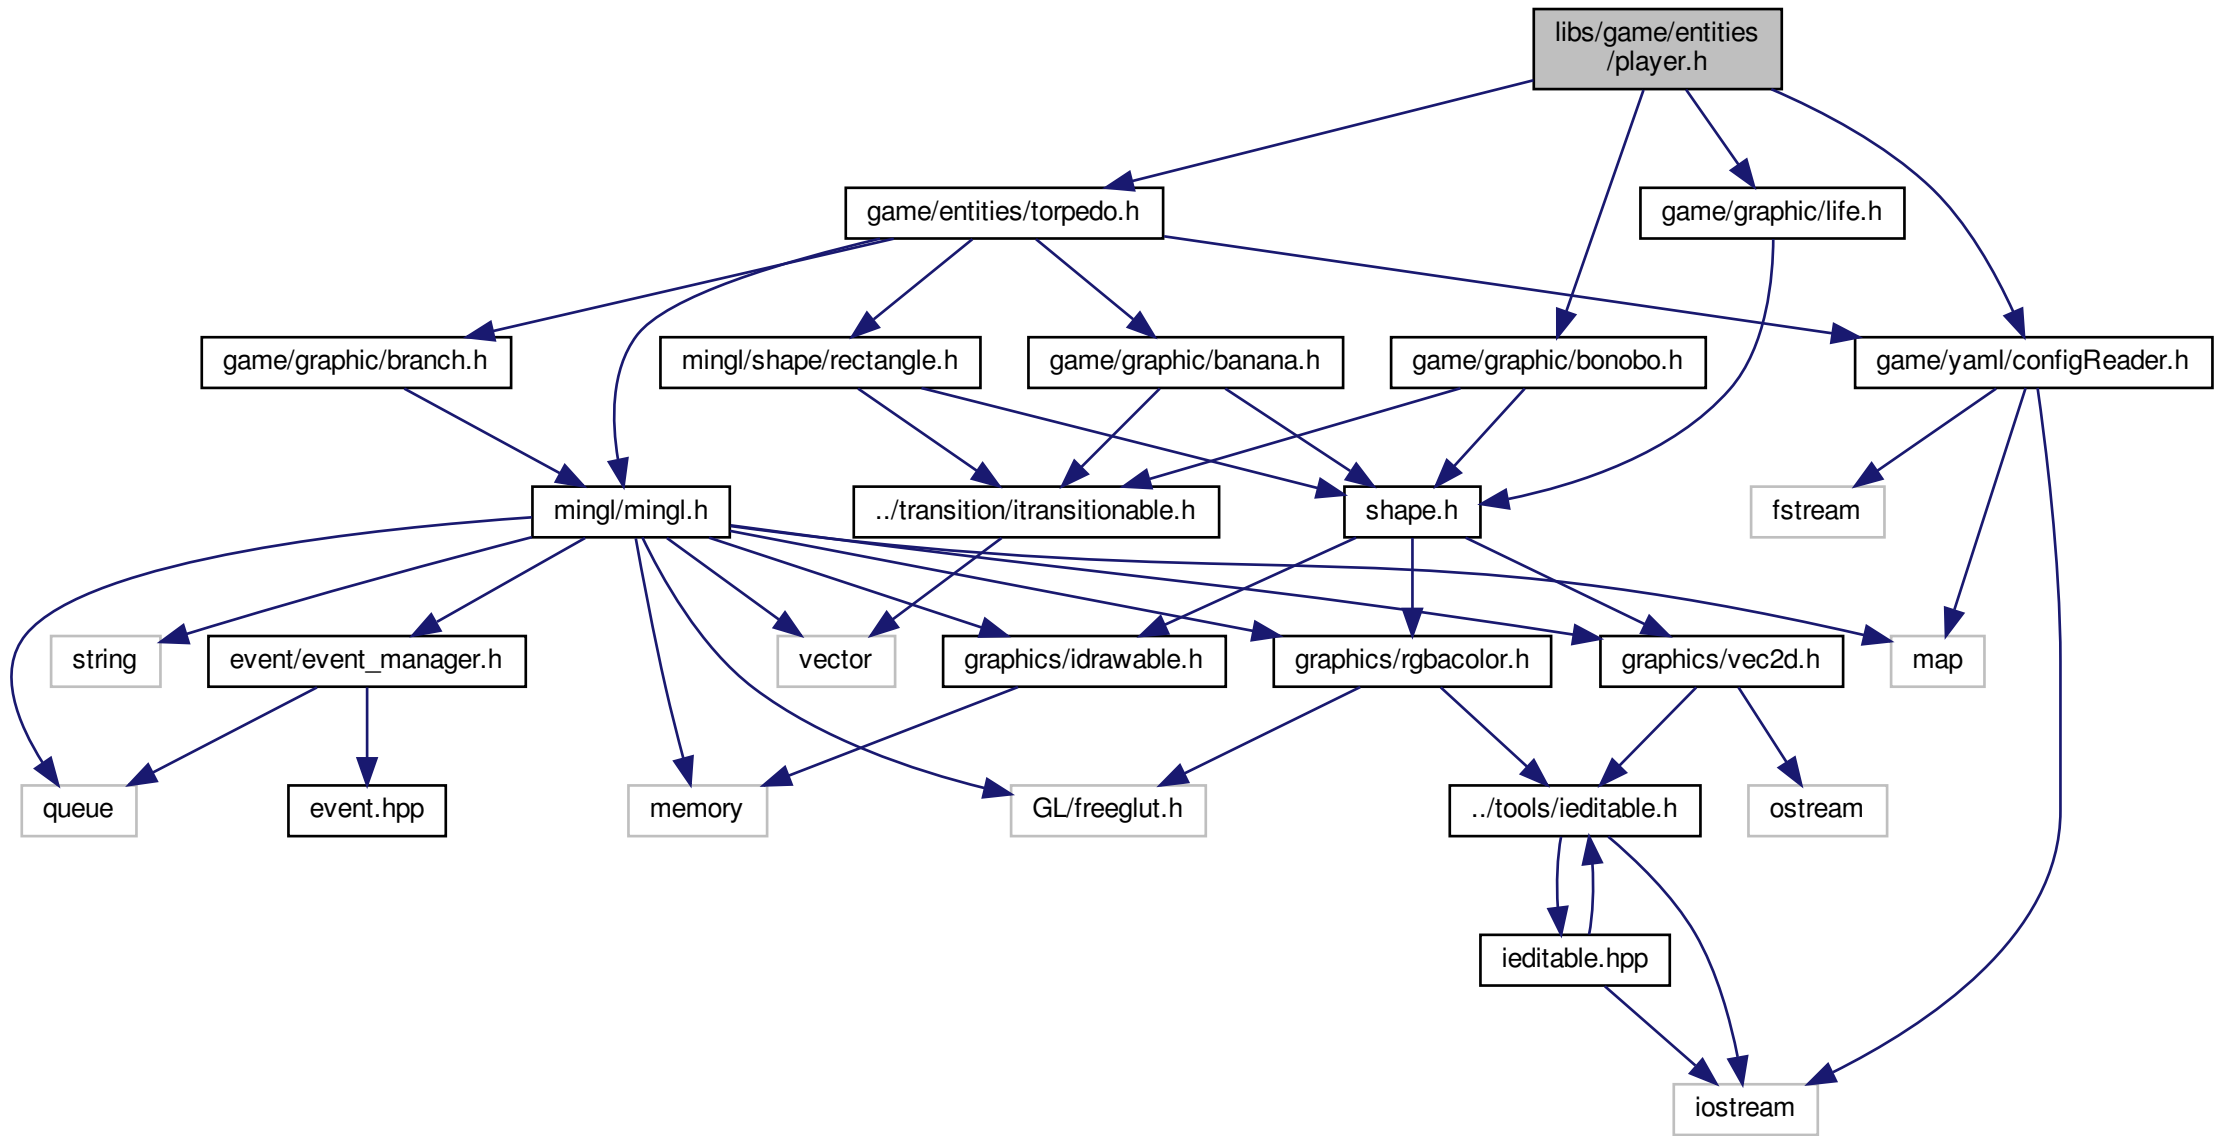 libs/game/entities
/player.h
game/entities/torpedo.h
game/graphic/life.h
game/graphic/branch.h
mingl/shape/rectangle.h
game/graphic/banana.h
game/graphic/bonobo.h
game/yaml/configReader.h
mingl/mingl.h
../transition/itransitionable.h
shape.h
fstream
string
event/event_manager.h
vector
graphics/idrawable.h
graphics/rgbacolor.h
graphics/vec2d.h
map
queue
event.hpp
memory
GL/freeglut.h
../tools/ieditable.h
ostream
ieditable.hpp
iostream